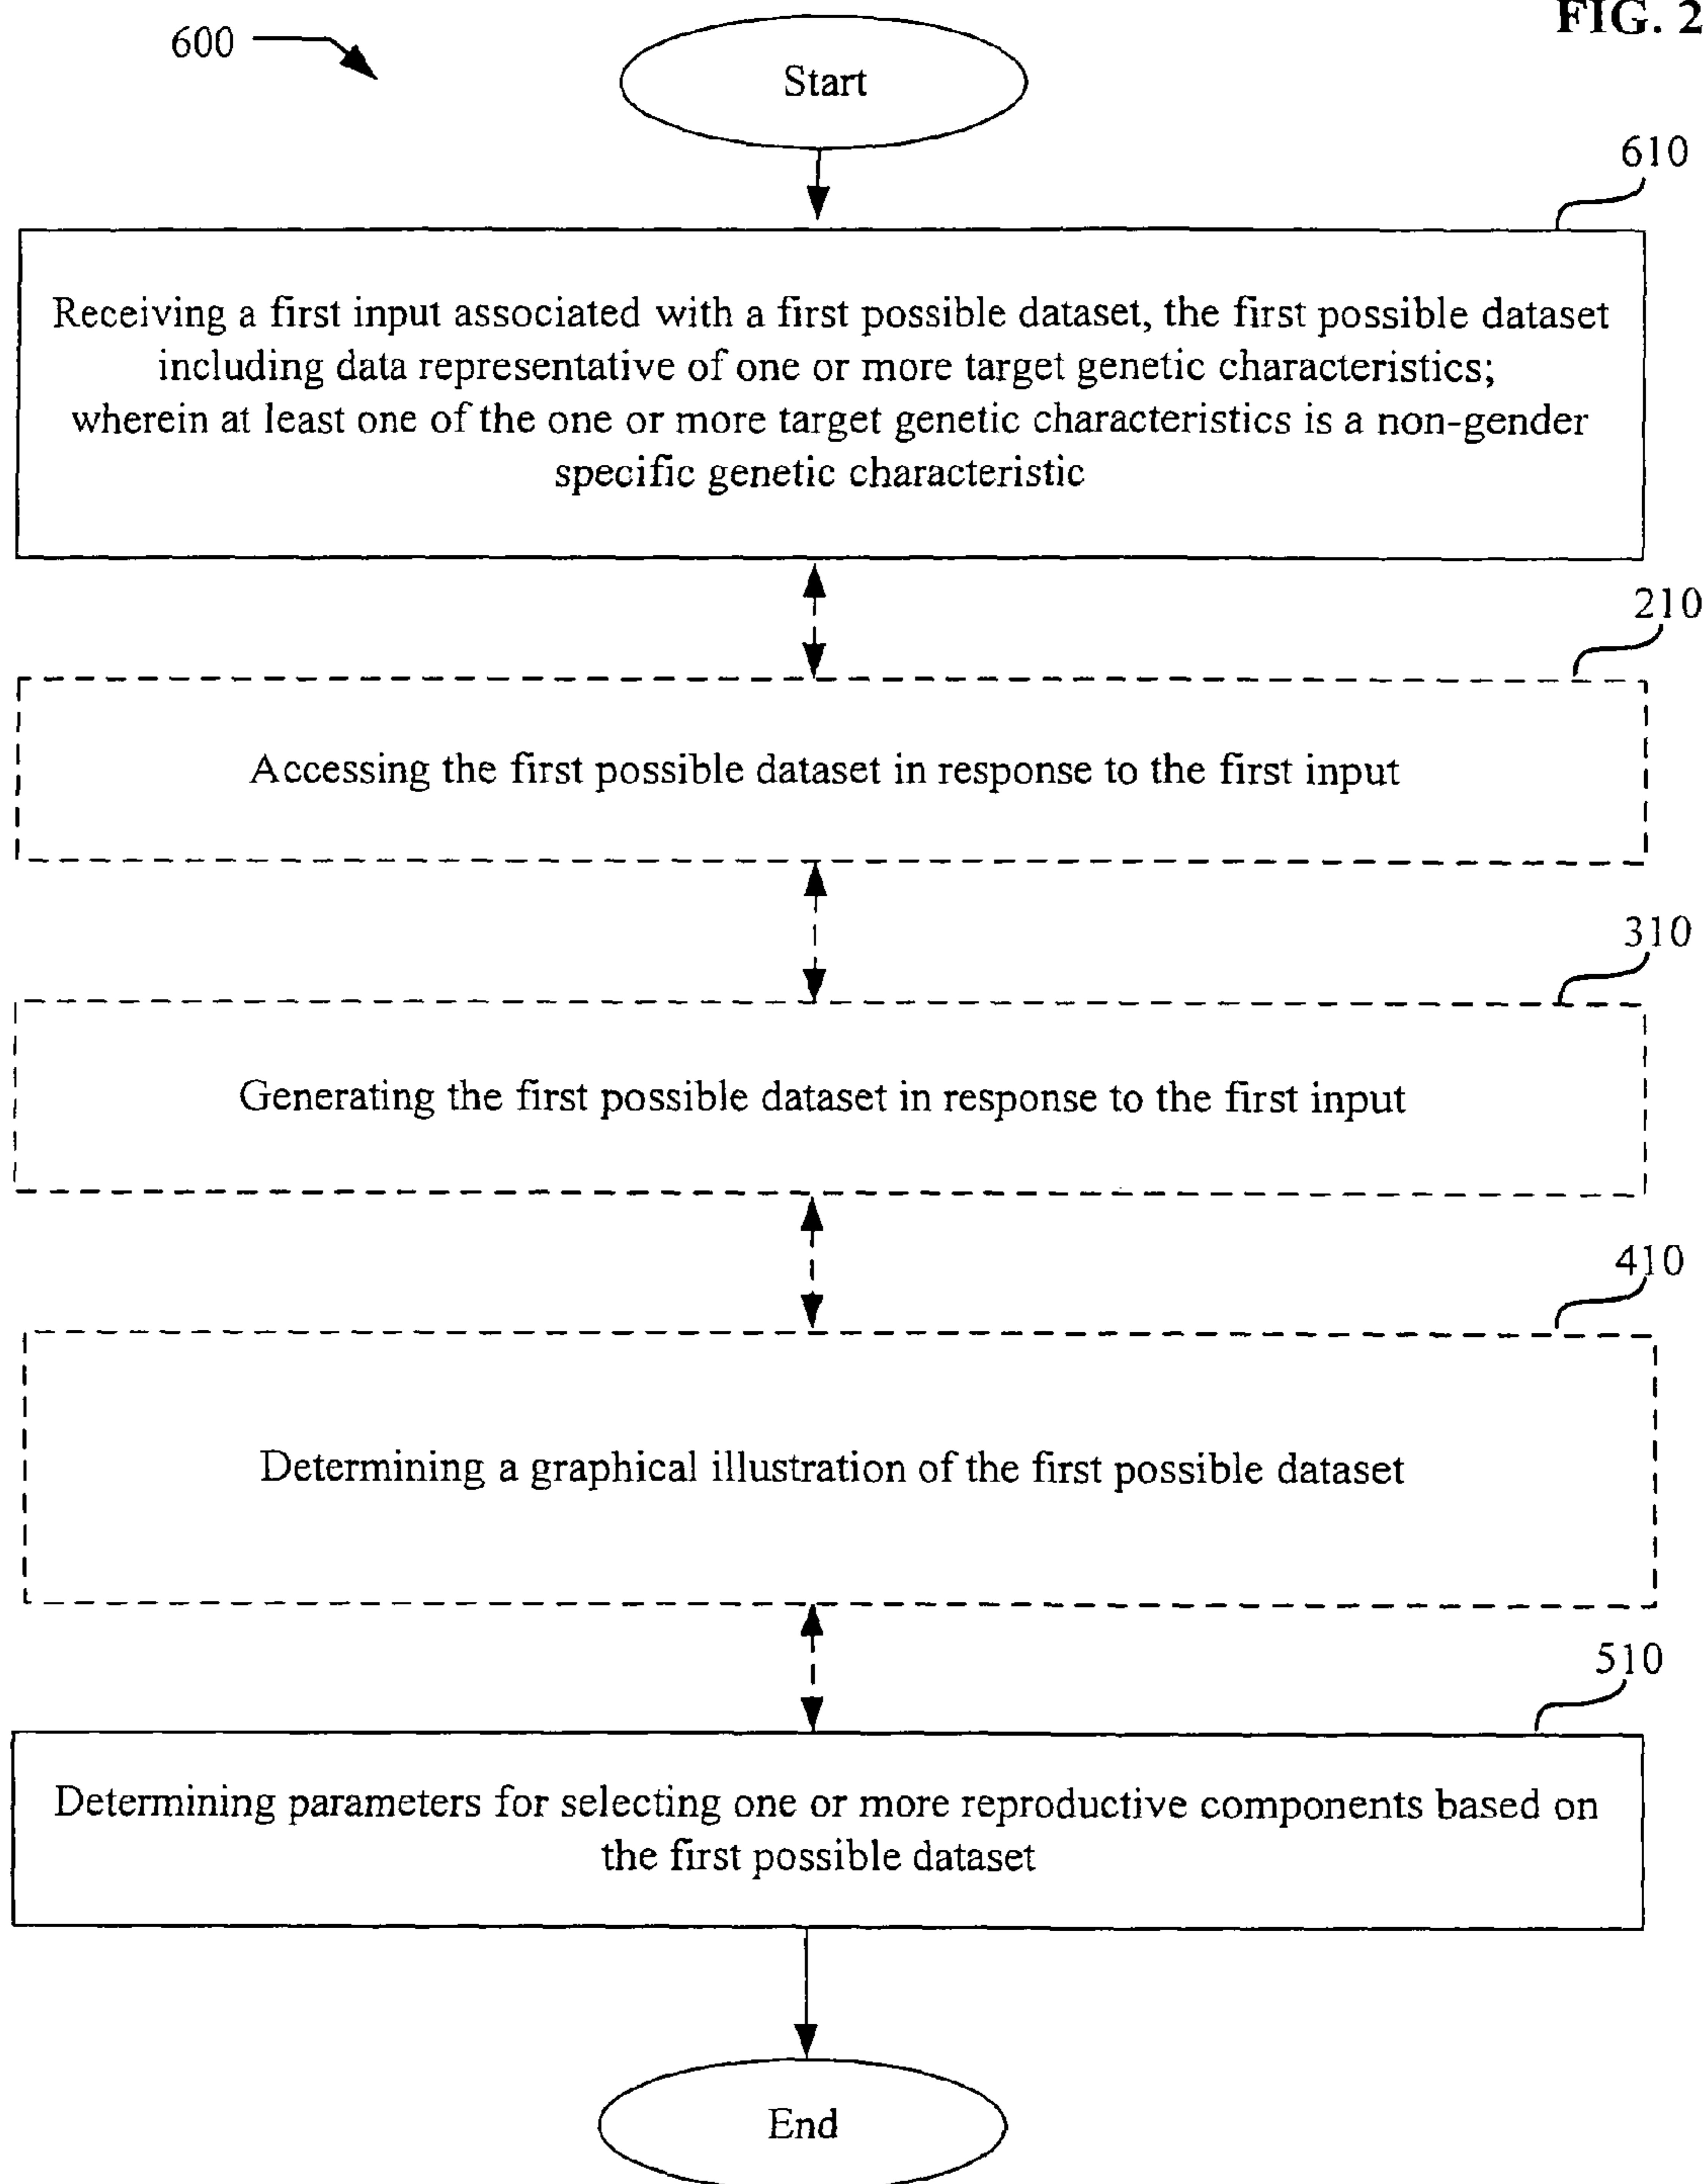 FIG. 2
600
Start
610
Receiving a first input associated with a first possible dataset, the first possible dataset
including data representative of one or more target genetic characteristics;
wherein at least one of the one or more target genetic characteristics is a non-gender
specific genetic characteristic
210
Accessing the first possible dataset in response to the first input
310
Generating the first possible dataset in response to the first input
410
Determining a graphical illustration of the first possible dataset
510
Determining parameters for selecting one or more reproductive components based on
the first possible dataset
End